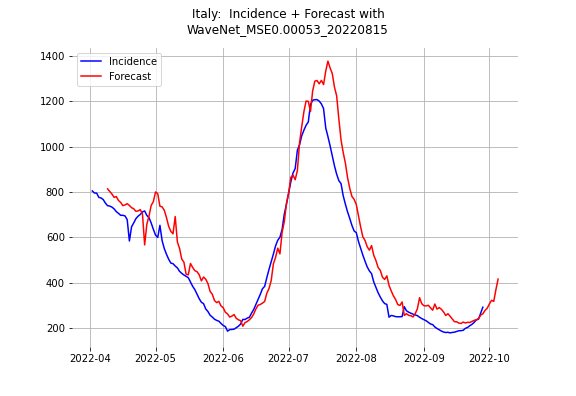 Italy:  Incidence + Forecast with
WaveNet_MSE0.00053_20220815
Incidence
Forecast
1400
1200
1000
800
600
400
200
2022-04 2022-05 2022-06 2022-07 2022-08 2022-09 2022-10